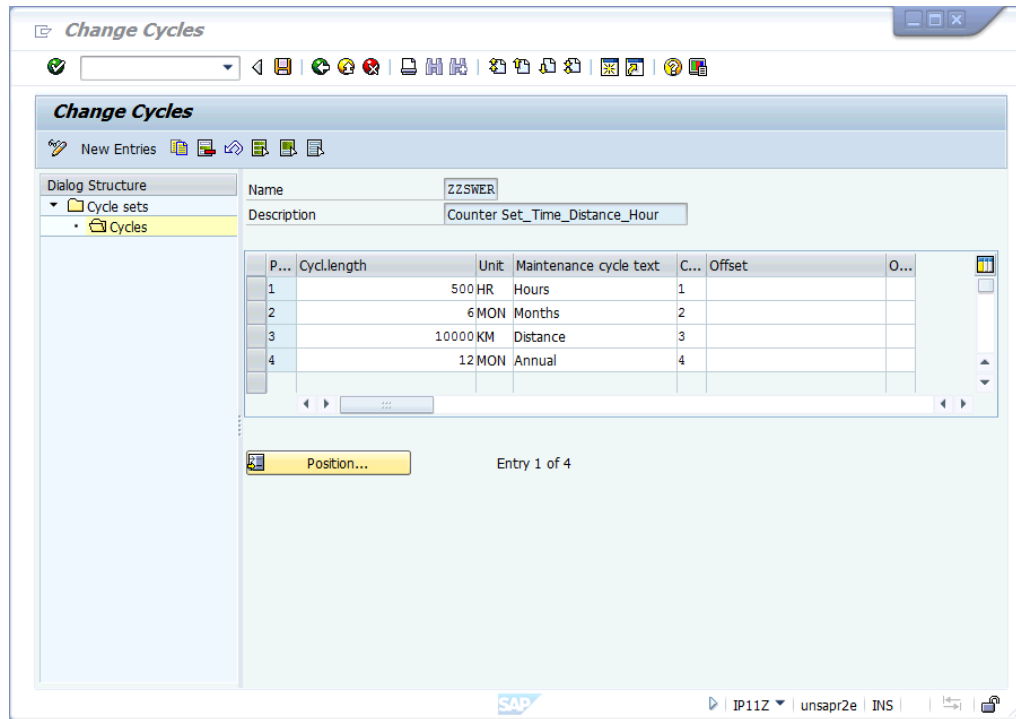 Change Cycles
Change Cycles
New Entries
Dialog Structure
Cycle sets
Cycles
Name ZZSWER
Description Counter Set_Time_Distance_Hour
P... Cycl.length Unit Maintenance cycle text C... Offset O...
1 500 HR Hours 1
2 6 MON Months 2
3 10000 KM Distance 3
4 12 MON Annual 4
Position... Entry 1 of 4
SAP IP11Z unsapr2e INS